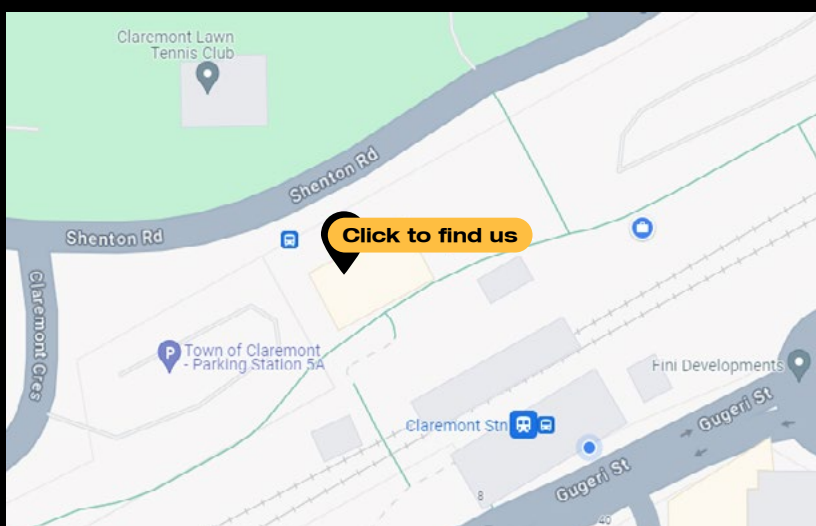 Claremont Lawn
Tennis Club
Shenton Rd
Shenton Rd
Click to find us
Claremont Cres
P
Town of Claremont
- Parking Station 5A
Fini Developments
Claremont Stn
Gugeri St
Gugeri St
8
40